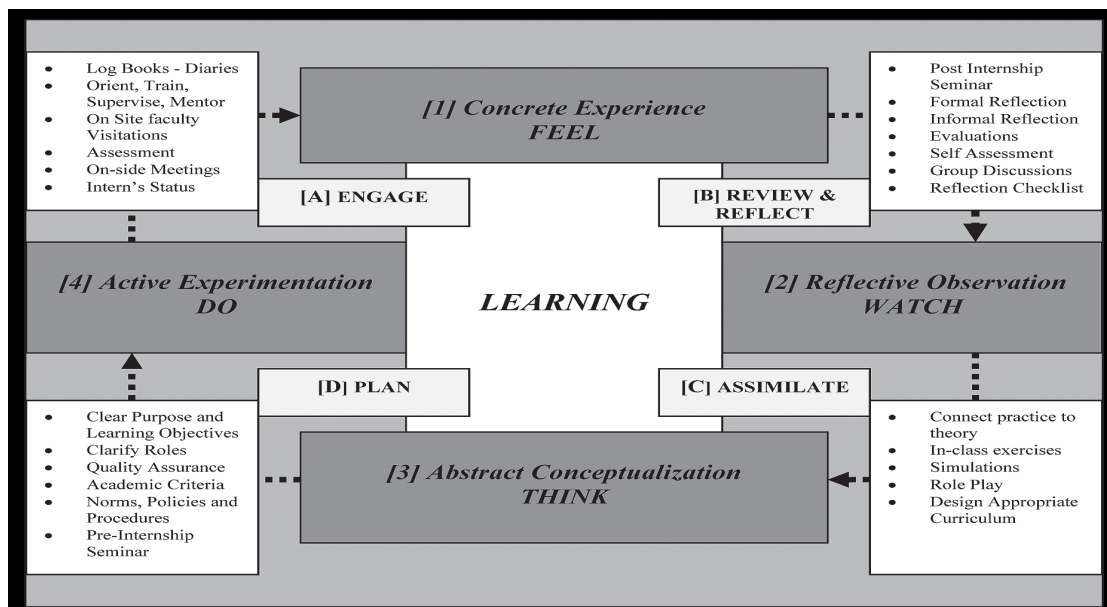 • Log Books - Diaries
• Orient, Train,
Supervise, Mentor
• On Site faculty
Visitations
• Assessment
• On-side Meetings
• Intern's Status
[1] Concrete Experience
FEEL
• Post Internship
Seminar
• Formal Reflection
• Informal Reflection
• Evaluations
• Self Assessment
• Group Discussions
• Reflection Checklist
[A] ENGAGE
[B] REVIEW &
REFLECT
[4] Active Experimentation
DO
LEARNING
[2] Reflective Observation
WATCH
[D] PLAN
[C] ASSIMILATE
• Clear Purpose and
Learning Objectives
• Clarify Roles
• Quality Assurance
• Academic Criteria
• Norms, Policies and
Procedures
• Pre-Internship
Seminar
[3] Abstract Conceptualization
THINK
• Connect practice to
theory
• In-class exercises
• Simulations
• Role Play
• Design Appropriate
Curriculum